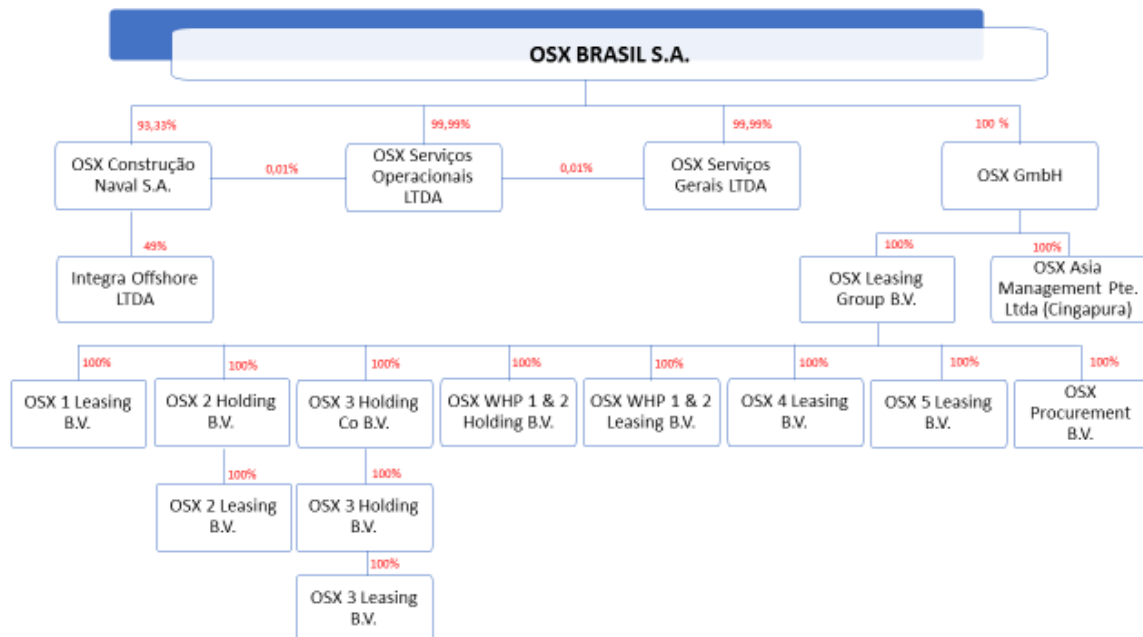 OSX BRASIL S.A.
93,33%
99,99%
99,99%
100 %
OSX Construção
Naval S.A.
0,01%
OSX Serviços
Operacionais
LTDA
0,01%
OSX Serviços
Gerais LTDA
OSX GmbH
49%
100%
100%
Integra Offshore
LTDA
OSX Leasing
Group B.V.
OSX Asia
Management Pte.
Ltda (Cingapura)
100%
100%
100%
100%
100%
100%
100%
100%
OSX 1 Leasing
B.V.
OSX 2 Holding
B.V.
OSX 3 Holding
Co B.V.
OSX WHP 1 & 2
Holding B.V.
OSX WHP 1 & 2
Leasing B.V.
OSX 4 Leasing
B.V.
OSX 5 Leasing
B.V.
OSX
Procurement
B.V.
100%
100%
OSX 2 Leasing
B.V.
OSX 3 Holding
B.V.
100%
OSX 3 Leasing
B.V.